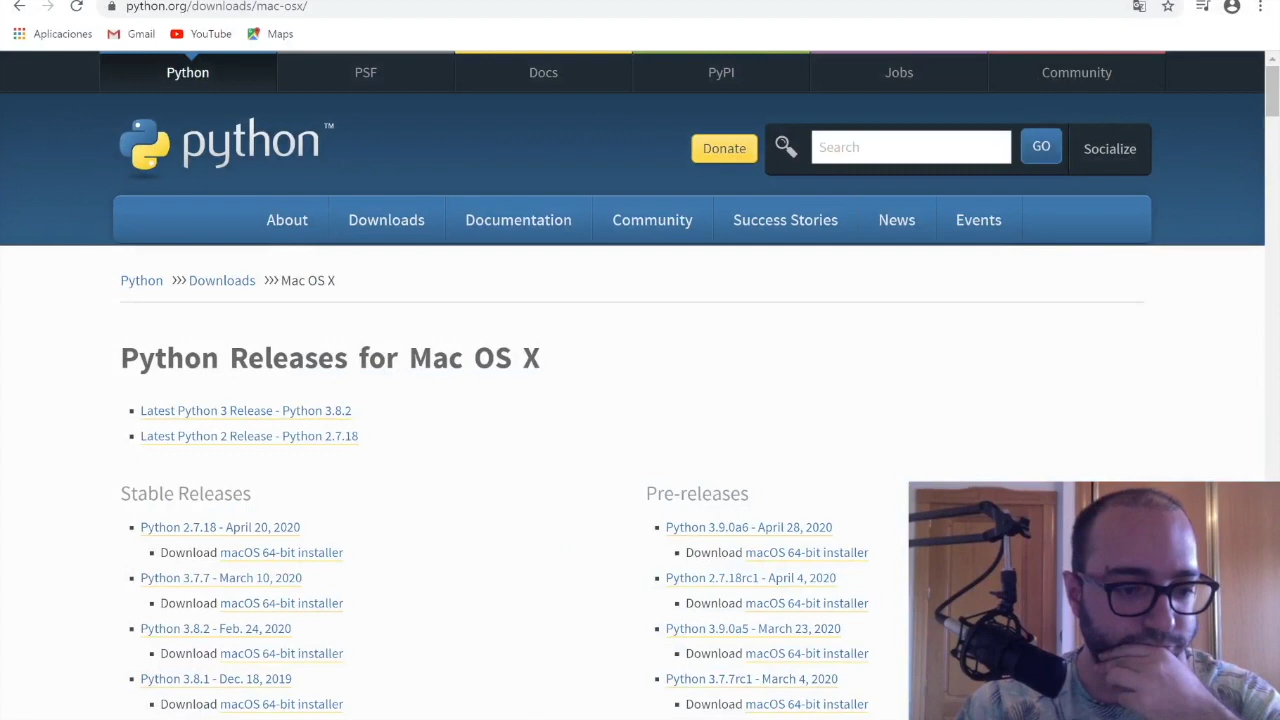 python.org/downloads/mac-osx/
Aplicaciones Gmail YouTube Maps
Python PSF Docs PyPI Jobs Community
python™
Donate Search GO Socialize
About Downloads Documentation Community Success Stories News Events
Python >>> Downloads >>> Mac OS X
Python Releases for Mac OS X
Latest Python 3 Release - Python 3.8.2
Latest Python 2 Release - Python 2.7.18
Stable Releases
Python 2.7.18 - April 20, 2020
Download macOS 64-bit installer
Python 3.7.7 - March 10, 2020
Download macOS 64-bit installer
Python 3.8.2 - Feb. 24, 2020
Download macOS 64-bit installer
Python 3.8.1 - Dec. 18, 2019
Download macOS 64-bit installer
Pre-releases
Python 3.9.0a6 - April 28, 2020
Download macOS 64-bit installer
Python 2.7.18rc1 - April 4, 2020
Download macOS 64-bit installer
Python 3.9.0a5 - March 23, 2020
Download macOS 64-bit installer
Python 3.7.7rc1 - March 4, 2020
Download macOS 64-bit installer